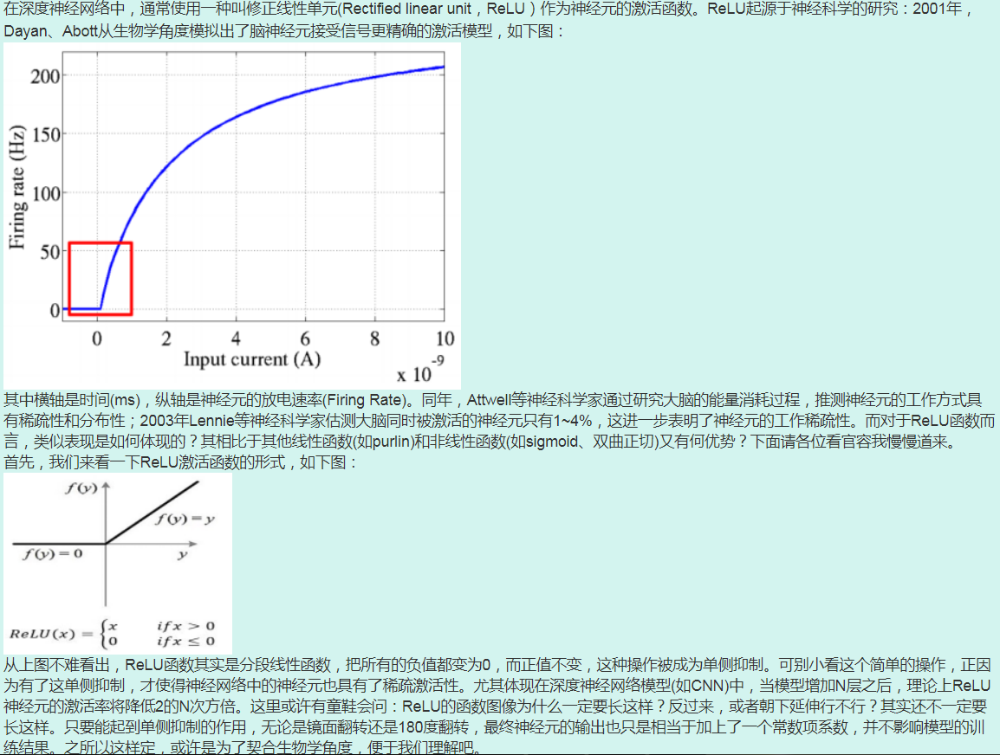 在深度神经网络中，通常使用一种叫修正线性单元(Rectified linear unit，ReLU）作为神经元的激活函数。ReLU起源于神经科学的研究：2001年，
Dayan、Abott从生物学角度模拟出了脑神经元接受信号更精确的激活模型，如下图：
200
150
100
50
0
Firing rate (Hz)
0 2 4 6 8 10
Input current (A)
x 10⁻⁹
其中横轴是时间(ms)，纵轴是神经元的放电速率(Firing Rate)。同年，Attwell等神经科学家通过研究大脑的能量消耗过程，推测神经元的工作方式具
有稀疏性和分布性；2003年Lennie等神经科学家估测大脑同时被激活的神经元只有1~4%，这进一步表明了神经元的工作稀疏性。而对于ReLU函数而
言，类似表现是如何体现的？其相比于其他线性函数(如purlin)和非线性函数(如sigmoid、双曲正切)又有何优势？下面请各位看官容我慢慢道来。
首先，我们来看一下ReLU激活函数的形式，如下图：
f(y)
f(y)=y
f(y)=0
y
ReLU(x) = { x if x > 0
0 if x ≤ 0
从上图不难看出，ReLU函数其实是分段线性函数，把所有的负值都变为0，而正值不变，这种操作被成为单侧抑制。可别小看这个简单的操作，正因
为有了这单侧抑制，才使得神经网络中的神经元也具有了稀疏激活性。尤其体现在深度神经网络模型(如CNN)中，当模型增加N层之后，理论上ReLU
神经元的激活率将降低2的N次方倍。这里或许有童鞋会问：ReLU的函数图像为什么一定要长这样？反过来，或者朝下延伸行不行？其实还不一定要
长这样。只要能起到单侧抑制的作用，无论是镜面翻转还是180度翻转，最终神经元的输出也只是相当于加上了一个常数项系数，并不影响模型的训
练结果。之所以这样定，或许是为了契合生物学角度，便于我们理解吧。